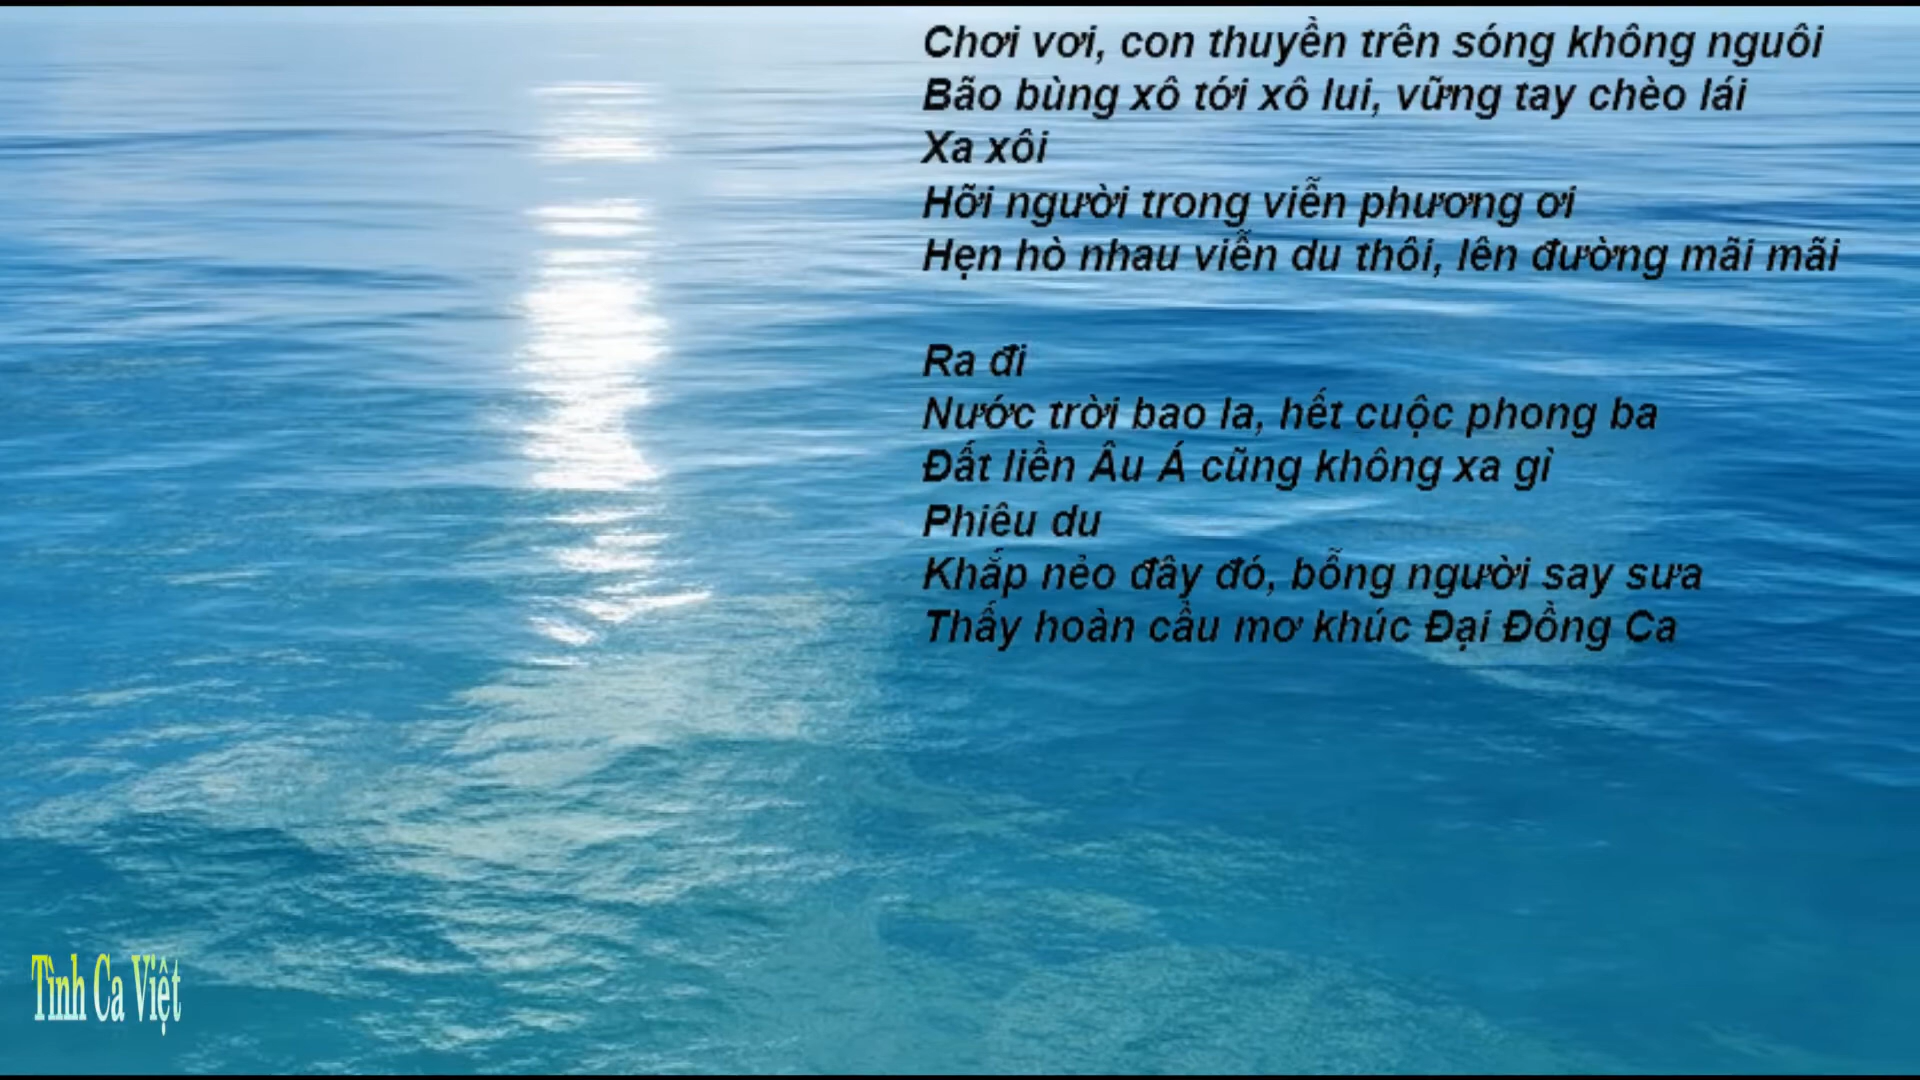 Chơi vơi, con thuyền trên sóng không nguôi
Bão bùng xô tới xô lui, vững tay chèo lái
Xa xôi
Hỡi người trong viễn phương ơi
Hẹn hò nhau viễn du thôi, lên đường mãi mãi
Ra đi
Nước trời bao la, hết cuộc phong ba
Đất liền Âu Á cũng không xa gì
Phiêu du
Khắp nẻo đây đó, bỗng người say sưa
Thấy hoàn cầu mơ khúc Đại Đồng Ca
Tình Ca Việt